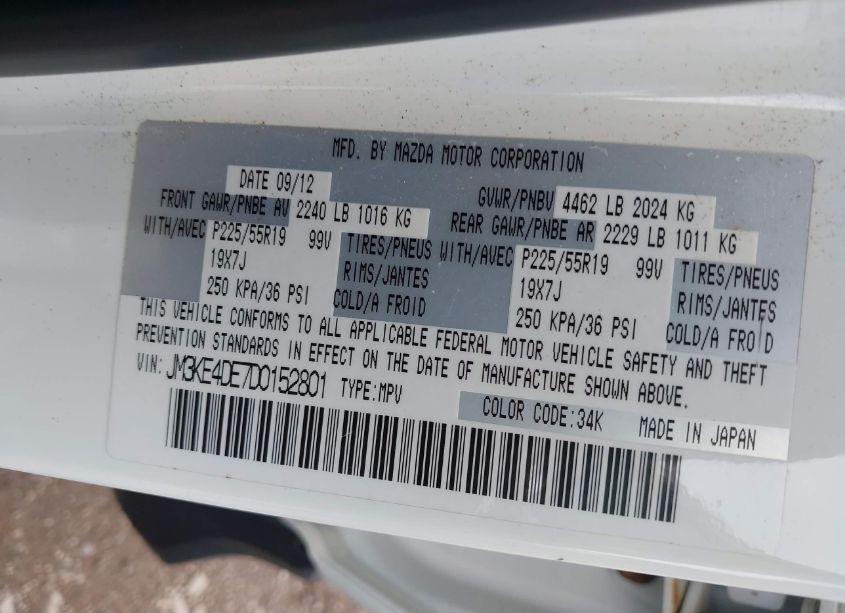 MFD. BY MAZDA MOTOR CORPORATION
DATE 09/12 GVWR/PNBV 4462 LB 2024 KG
FRONT GAWR/PNBE AV 2240 LB 1016 KG REAR GAWR/PNBE AR 2229 LB 1011 KG
WITH/AVEC P225/55R19 99V TIRES/PNEUS WITH/AVEC P225/55R19 99V TIRES/PNEUS
19X7J RIMS/JANTES 19X7J RIMS/JANTES
250 KPA/36 PSI COLD/A FROID 250 KPA/36 PSI COLD/A FROID
THIS VEHICLE CONFORMS TO ALL APPLICABLE FEDERAL MOTOR VEHICLE SAFETY AND THEFT
PREVENTION STANDARDS IN EFFECT ON THE DATE OF MANUFACTURE SHOWN ABOVE.
VIN: JM3KE4DE7D0152801 TYPE:MPV
COLOR CODE:34K MADE IN JAPAN